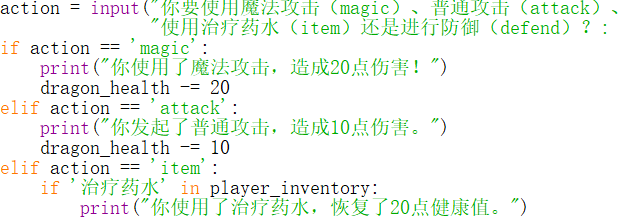 action = input("你要使用魔法攻击（magic）、普通攻击（attack）、
"使用治疗药水（item）还是进行防御（defend）？:
if action == 'magic':
print("你使用了魔法攻击，造成20点伤害！")
dragon_health -= 20
elif action == 'attack':
print("你发起了普通攻击，造成10点伤害。")
dragon_health -= 10
elif action == 'item':
if '治疗药水' in player_inventory:
print("你使用了治疗药水，恢复了20点健康值。")